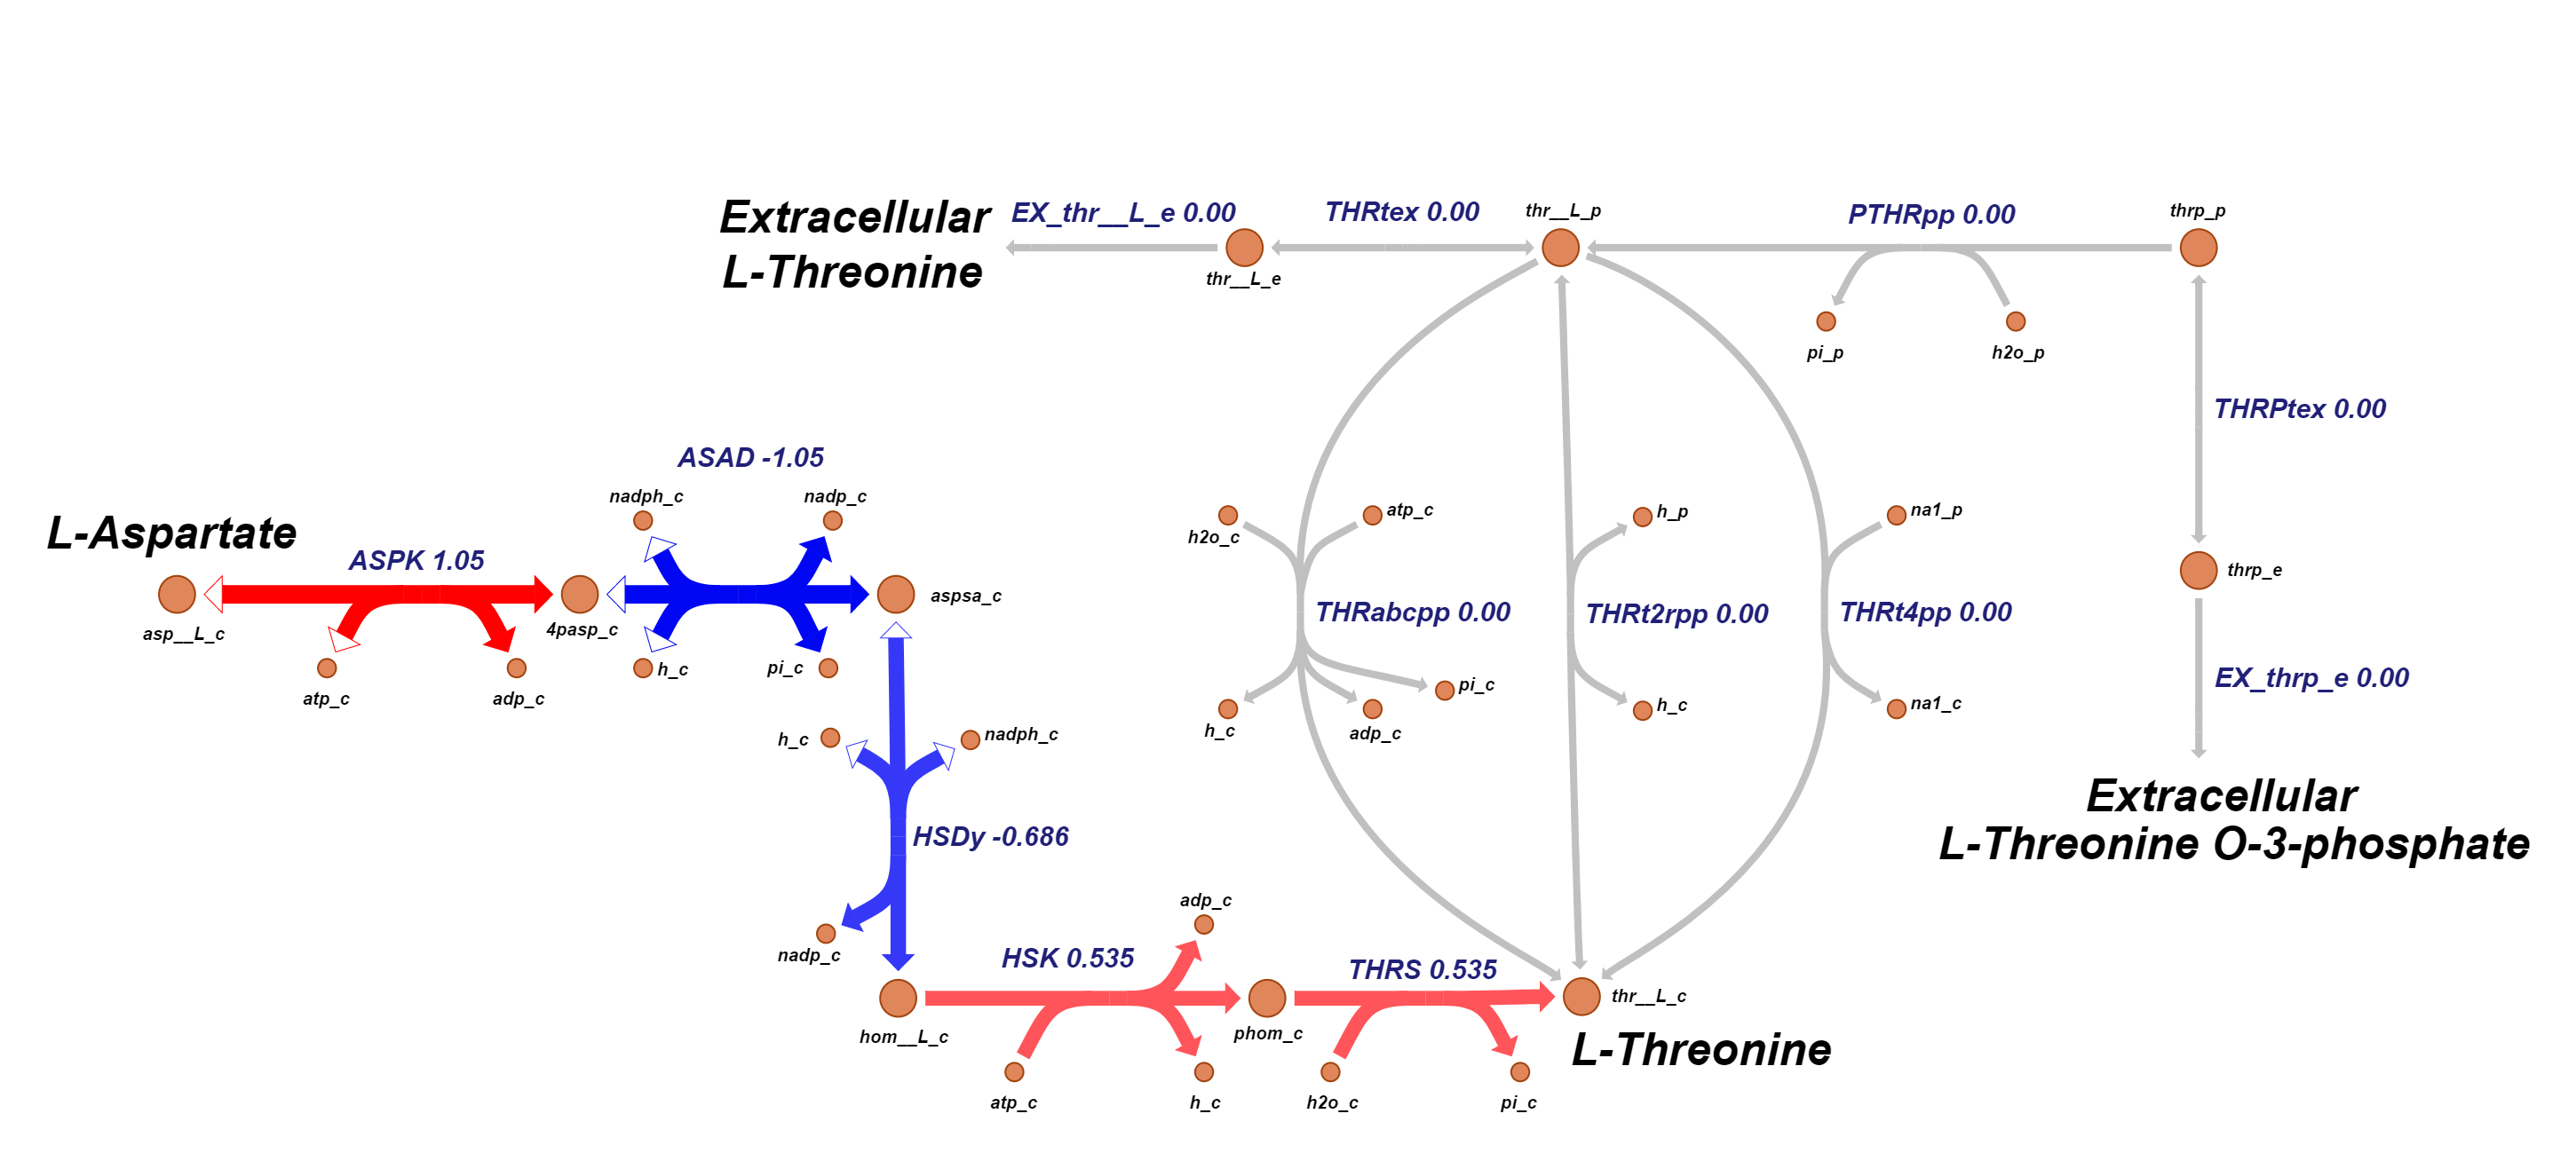 Extracellular
L-Threonine
EX_thr__L_e 0.00
thr__L_e
THRtex 0.00
thr__L_p
PTHRpp 0.00
thrp_p
pi_p
h2o_p
THRPtex 0.00
thrp_e
EX_thrp_e 0.00
Extracellular
L-Threonine O-3-phosphate
L-Aspartate
asp__L_c
ASPK 1.05
atp_c
adp_c
4pasp_c
ASAD -1.05
nadph_c
nadp_c
h_c
pi_c
aspsa_c
h_c
nadph_c
HSDy -0.686
nadp_c
hom__L_c
HSK 0.535
adp_c
atp_c
h_c
phom_c
THRS 0.535
h2o_c
pi_c
thr__L_c
L-Threonine
h2o_c
atp_c
THRabcpp 0.00
h_c
adp_c
pi_c
h_p
THRt2rpp 0.00
h_c
na1_p
THRt4pp 0.00
na1_c